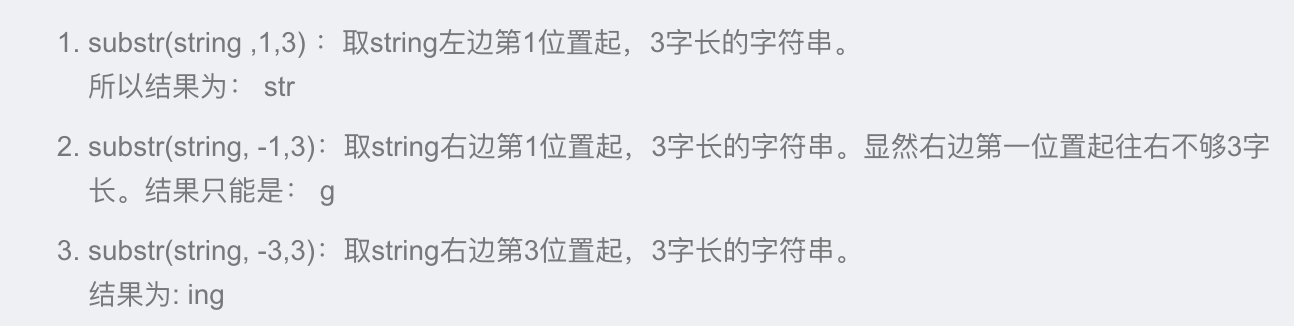 1. substr(string ,1,3) ：取string左边第1位置起，3字长的字符串。
所以结果为： str
2. substr(string, -1,3)：取string右边第1位置起，3字长的字符串。显然右边第一位置起往右不够3字
长。结果只能是： g
3. substr(string, -3,3)：取string右边第3位置起，3字长的字符串。
结果为: ing